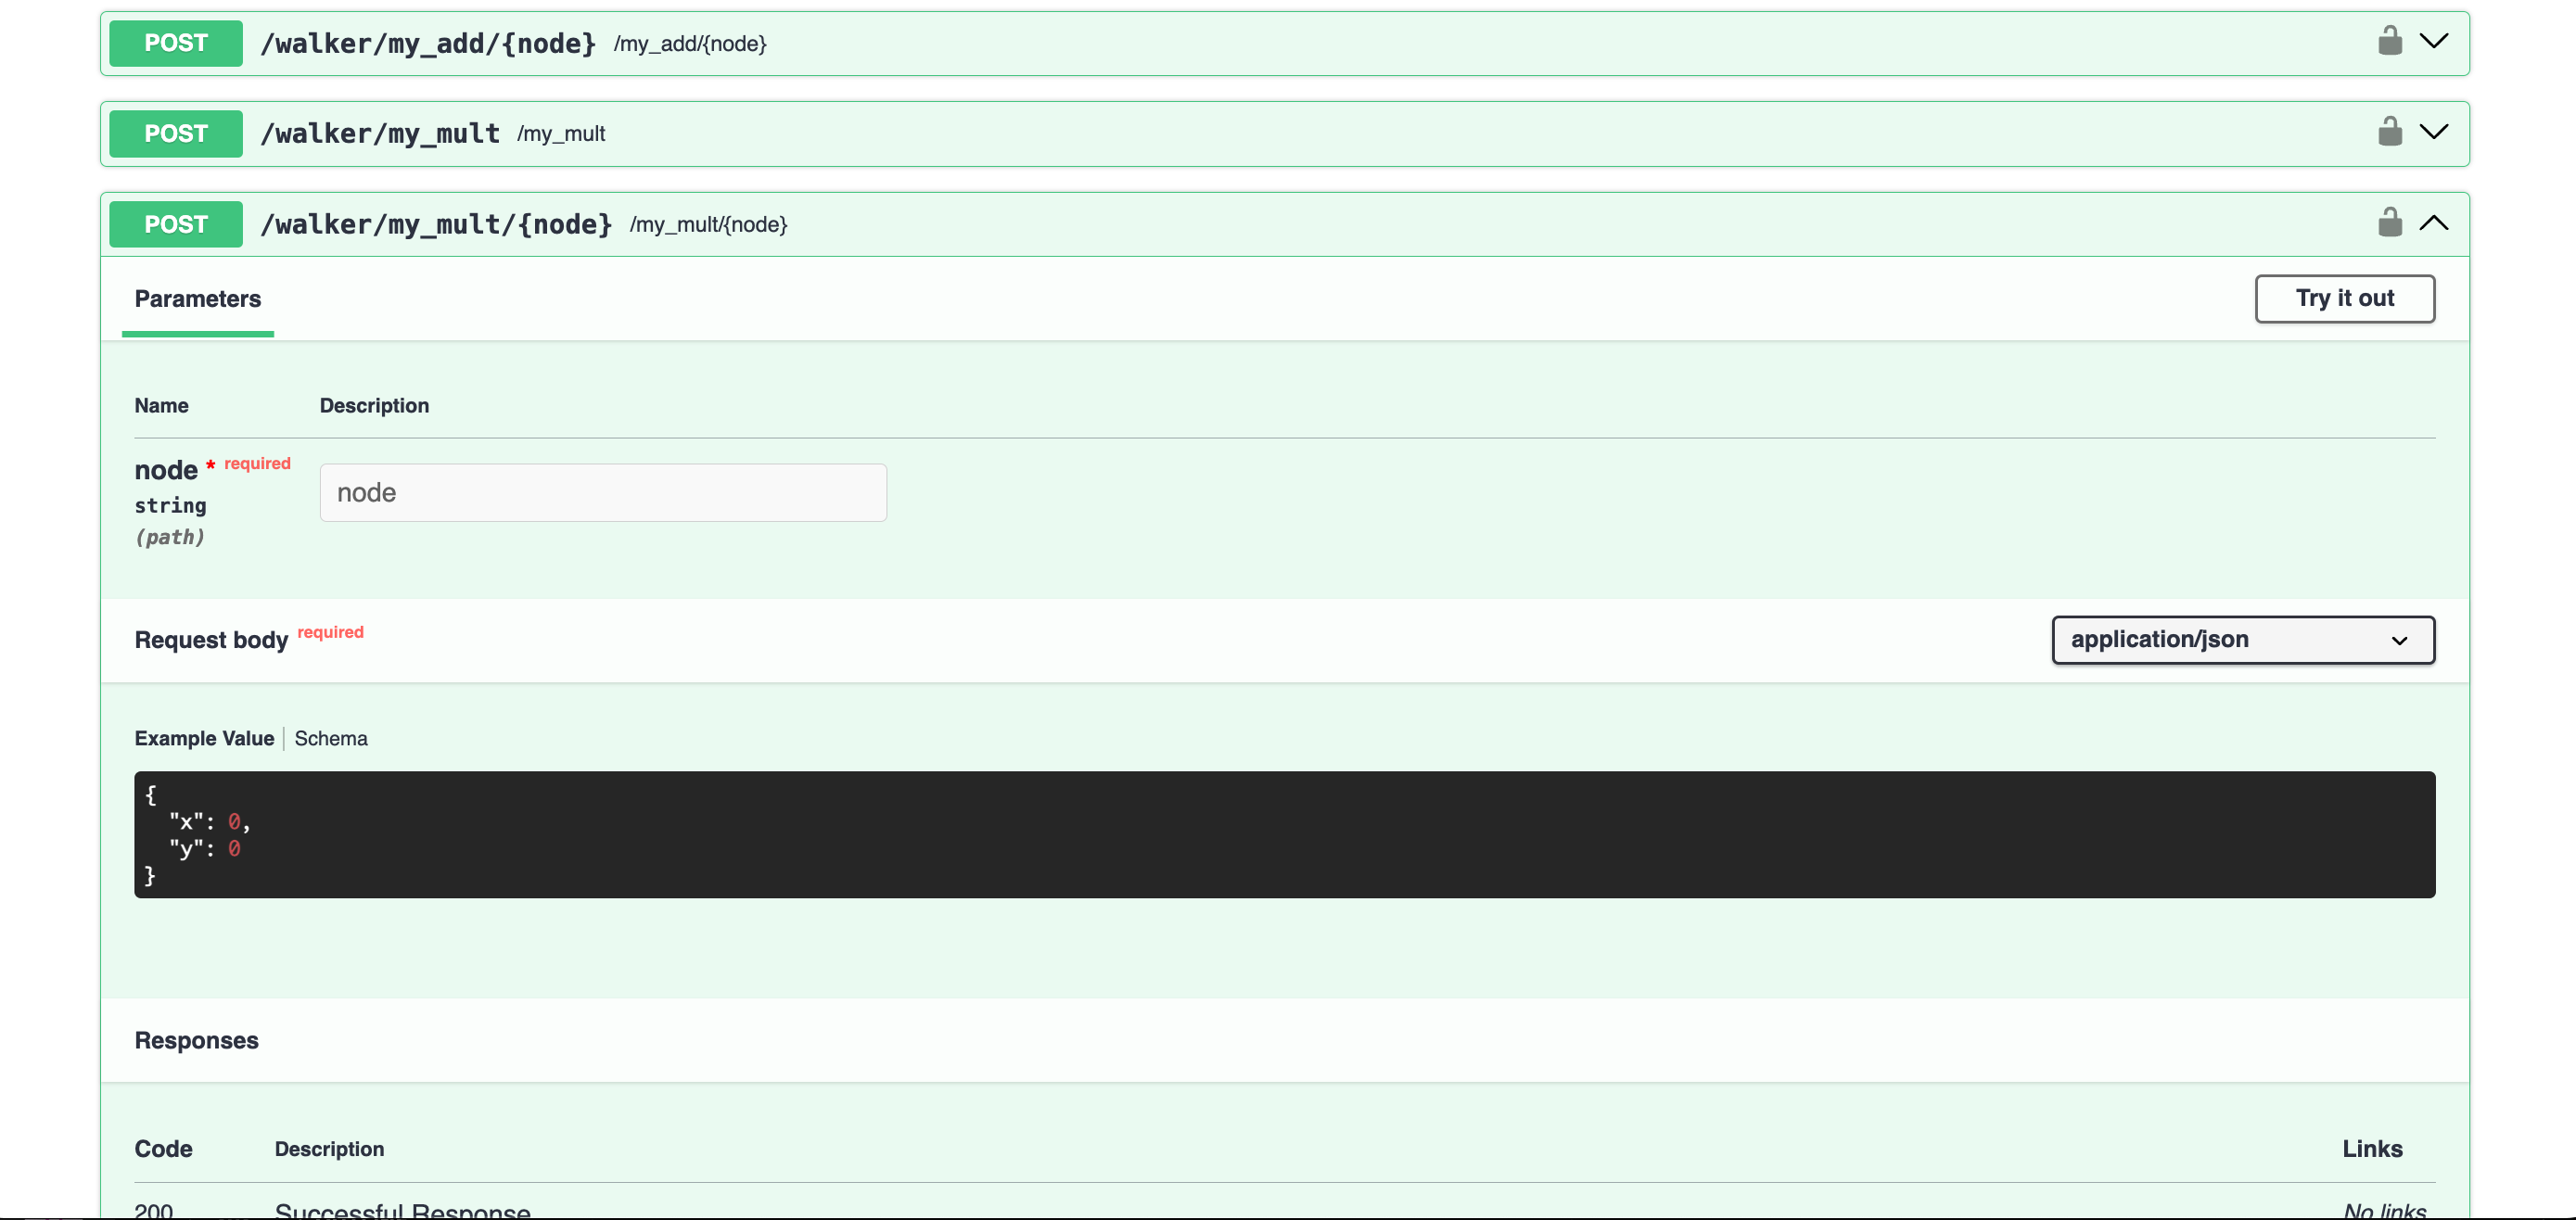 POST /walker/my_add/{node} /my_add/{node}
POST /walker/my_mult /my_mult
POST /walker/my_mult/{node} /my_mult/{node}
Parameters
Try it out
Name Description
node * required
string
(path)
node
Request body required
application/json
Example Value | Schema
{
  "x": 0,
  "y": 0
}
Responses
Code Description Links
200 Successful Response No links